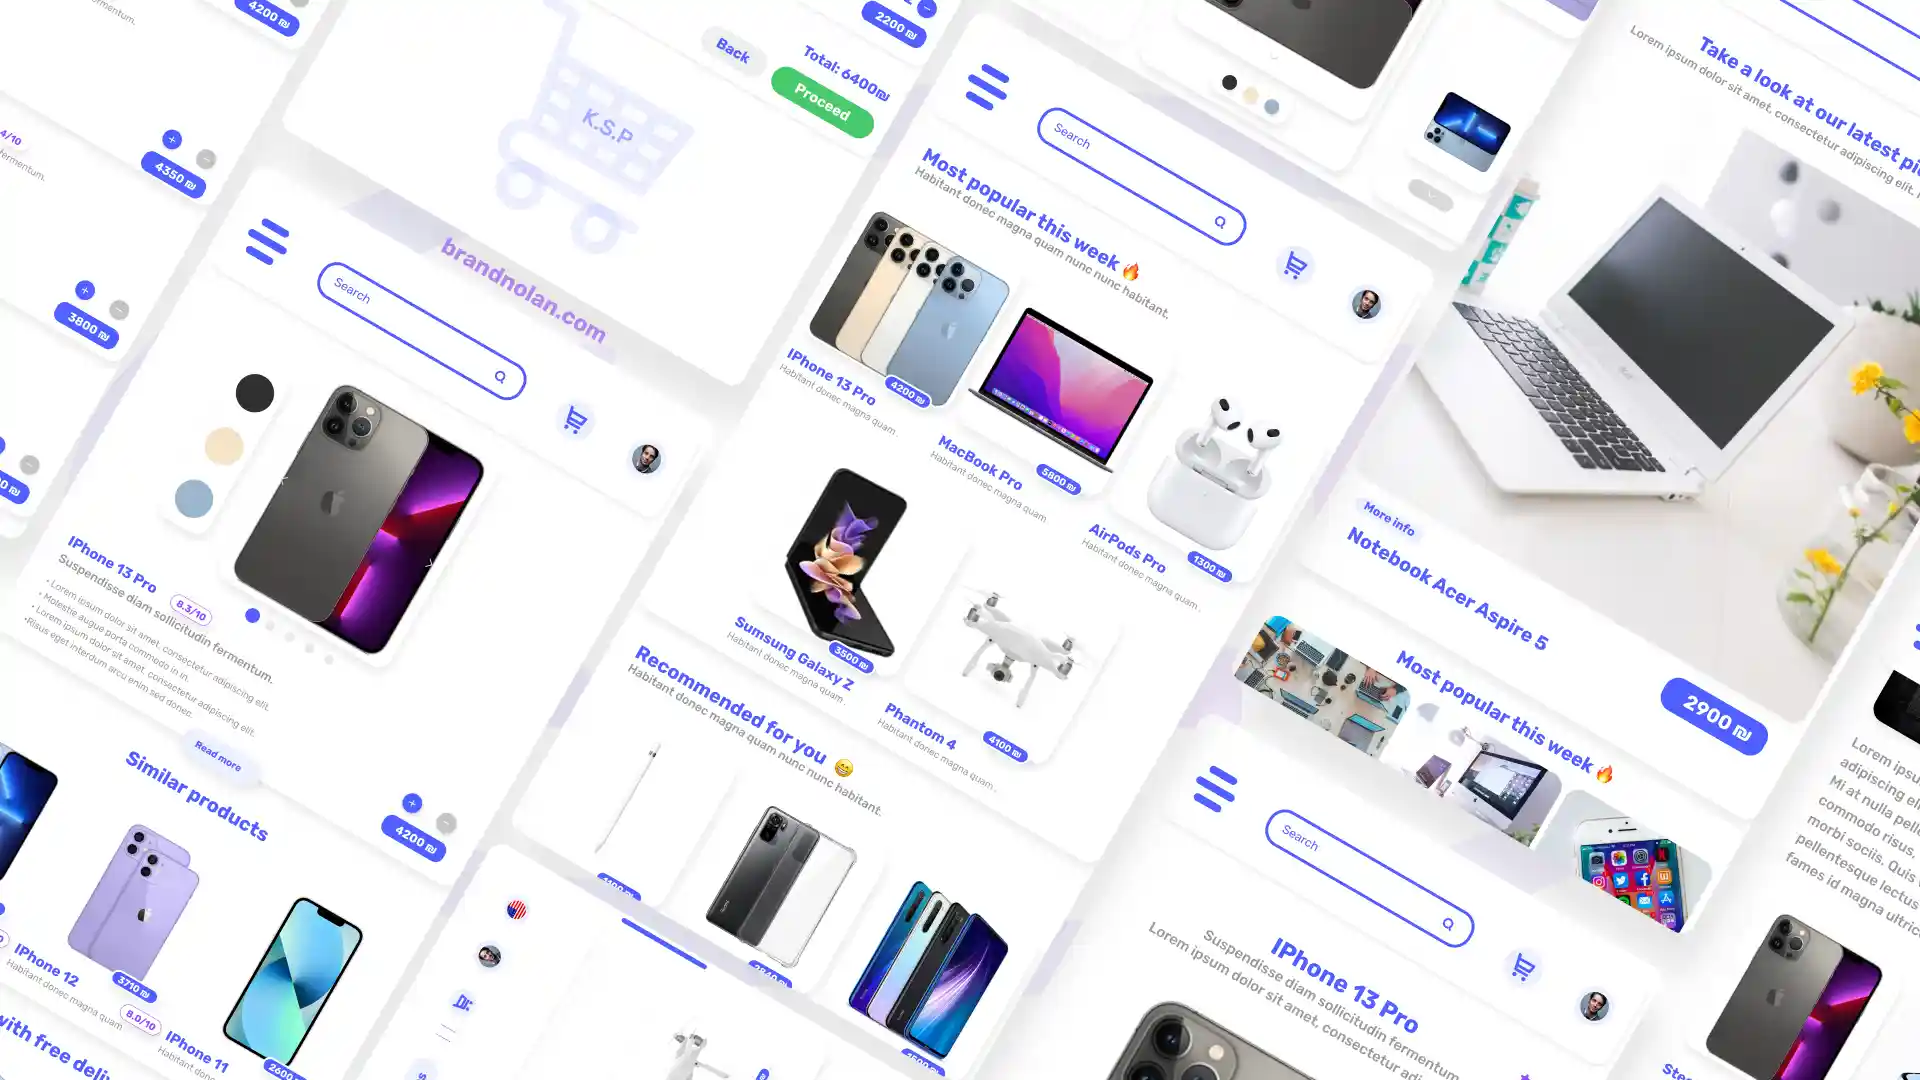 4200 ₪
fermentum.
4/10
fermentum.
4350 ₪
3800 ₪
K.S.P
Back
Total: 6400₪
Proceed
2200 ₪
brandnolan.com
Search
IPhone 13 Pro
8.3/10
Suspendisse diam sollicitudin fermentum.
• Lorem ipsum dolor sit amet, consectetur adipiscing elit.
• Molestie augue porta commodo in in.
• Lorem ipsum dolor sit amet, consectetur adipiscing elit.
•Risus eget interdum arcu enim sed donec.
Read more
4200 ₪
Similar products
IPhone 12
Habitant donec magna quam
3710 ₪
8.0/10
IPhone 11
Habitant donec
2600
with free deli
Search
Most popular this week 🔥
Habitant donec magna quam nunc nunc habitant.
IPhone 13 Pro
4200 ₪
Habitant donec magna quam.
MacBook Pro
5800 ₪
Habitant donec magna quam
AirPods Pro
1300 ₪
Habitant donec magna quam.
Sumsung Galaxy Z
3500 ₪
Habitant donec magna quam.
Phantom 4
4100 ₪
Habitant donec magna quam.
Recommended for you 😁
Habitant donec magna quam nunc nunc habitant.
Take a look at our latest pi
Lorem ipsum dolor sit amet, consectetur adipiscing elit.
More info
Notebook Acer Aspire 5
2900 ₪
Most popular this week 🔥
Search
IPhone 13 Pro
Suspendisse diam sollicitudin fermentum
Lorem ipsum dolor sit amet, consectetur
Lorem ipsum
adipiscing eli
Mi at nulla pelle
commodo risus,
morbi sociis. Quis
pellentesque lectus
fames id magna ultric